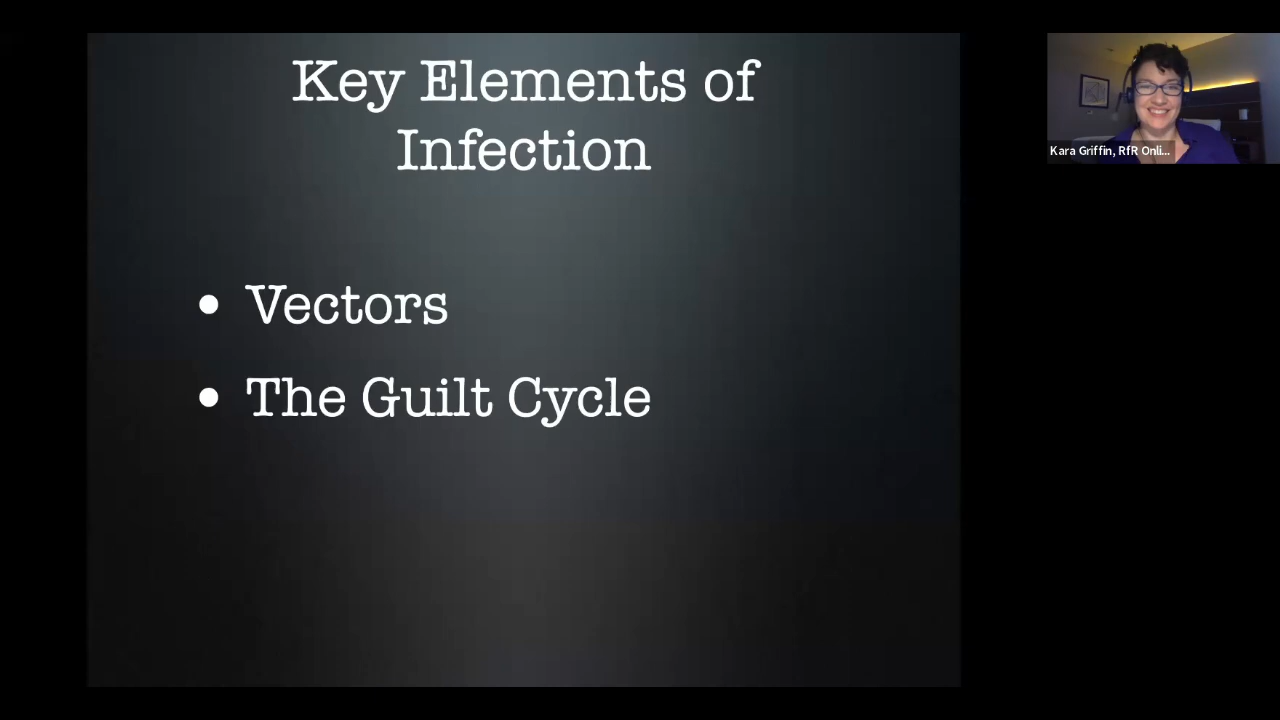 Key Elements of
Infection
• Vectors
• The Guilt Cycle
Kara Griffin, RfR Onli...